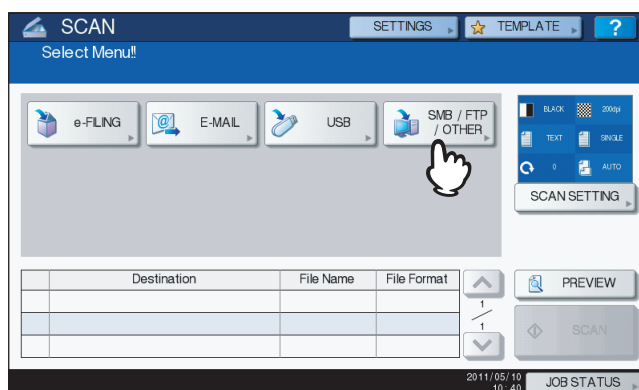 SCAN
SETTINGS
TEMPLATE
?
Select Menu!!
e-FILING
E-MAIL
USB
SMB / FTP
/ OTHER
BLACK
200dpi
TEXT
SINGLE
0
AUTO
SCAN SETTING
Destination
File Name
File Format
1
1
PREVIEW
SCAN
2011/05/10
10:40
JOB STATUS